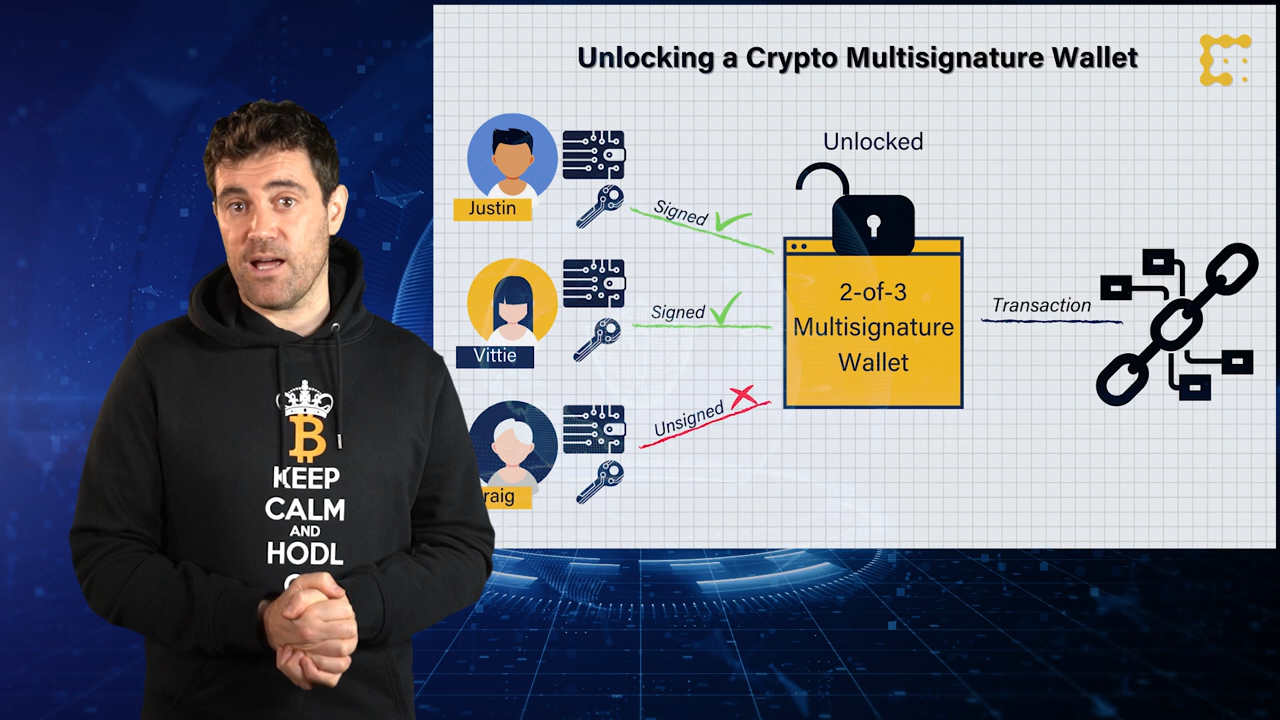 Unlocking a Crypto Multisignature Wallet
Unlocked
Justin
Signed
Vittie
Signed
2-of-3
Multisignature
Wallet
Transaction
Unsigned
raig
KEEP
CALM
AND
HODL